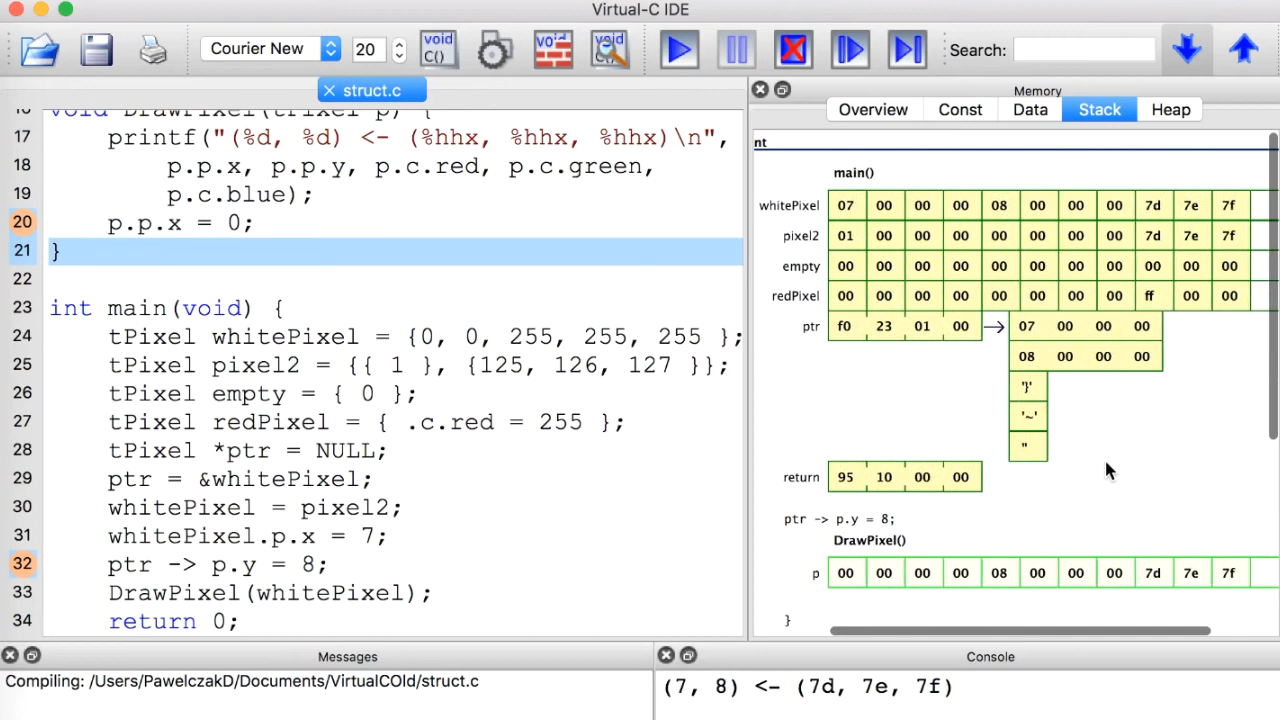 Virtual-C IDE
Courier New 20 void C() void void C() Search:
struct.c
16 void DrawPixel(tPixel p) {
17 printf("(%d, %d) <- (%hhx, %hhx, %hhx)\n",
18 p.p.x, p.p.y, p.c.red, p.c.green,
19 p.c.blue);
20 p.p.x = 0;
21 }
22
23 int main(void) {
24 tPixel whitePixel = {0, 0, 255, 255, 255 };
25 tPixel pixel2 = {{ 1 }, {125, 126, 127 }};
26 tPixel empty = { 0 };
27 tPixel redPixel = { .c.red = 255 };
28 tPixel *ptr = NULL;
29 ptr = &whitePixel;
30 whitePixel = pixel2;
31 whitePixel.p.x = 7;
32 ptr -> p.y = 8;
33 DrawPixel(whitePixel);
34 return 0;
Memory
Overview Const Data Stack Heap
nt
main()
whitePixel 07 00 00 00 08 00 00 00 7d 7e 7f
pixel2 01 00 00 00 00 00 00 00 7d 7e 7f
empty 00 00 00 00 00 00 00 00 00 00 00
redPixel 00 00 00 00 00 00 00 00 ff 00 00
ptr f0 23 01 00 → 07 00 00 00
08 00 00 00
'}'
'~'
''
return 95 10 00 00
ptr -> p.y = 8;
DrawPixel()
p 00 00 00 00 08 00 00 00 7d 7e 7f
}
Messages
Compiling: /Users/PawelczakD/Documents/VirtualCOld/struct.c
Console
(7, 8) <- (7d, 7e, 7f)